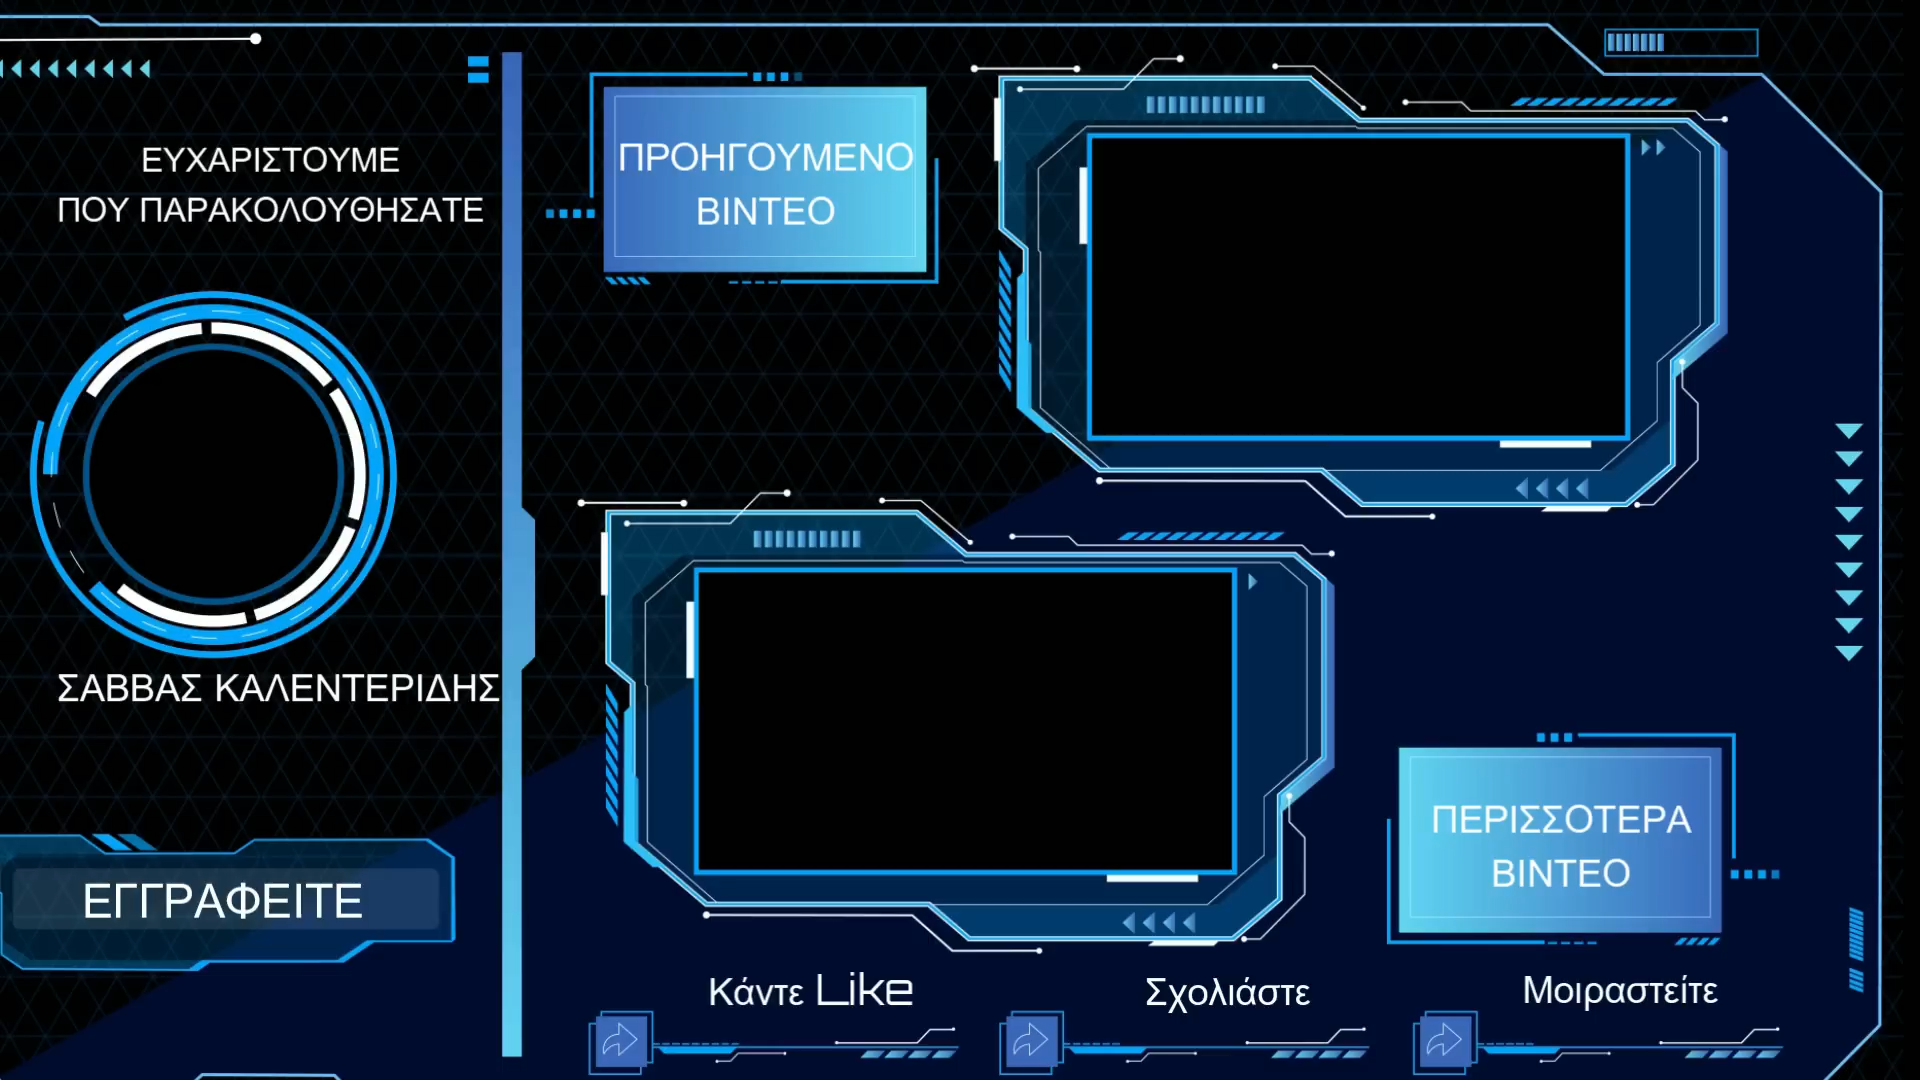 ΕΥΧΑΡΙΣΤΟΥΜΕ
ΠΟΥ ΠΑΡΑΚΟΛΟΥΘΗΣΑΤΕ
ΣΑΒΒΑΣ ΚΑΛΕΝΤΕΡΙΔΗΣ
ΕΓΓΡΑΦΕΙΤΕ
ΠΡΟΗΓΟΥΜΕΝΟ
ΒΙΝΤΕΟ
ΠΕΡΙΣΣΟΤΕΡΑ
ΒΙΝΤΕΟ
Κάντε Like
Σχολιάστε
Μοιραστείτε